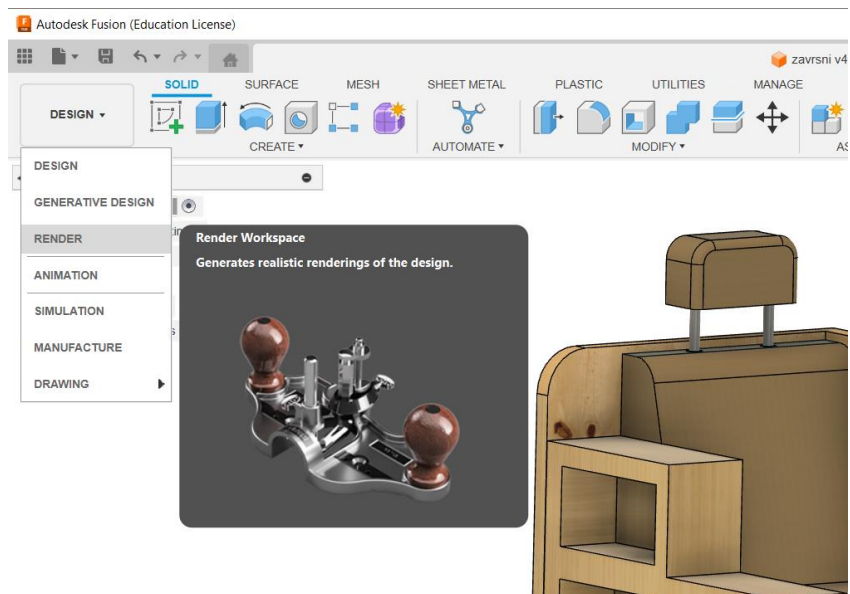 Autodesk Fusion (Education License)
zavrsni v4
SOLID SURFACE MESH SHEET METAL PLASTIC UTILITIES MANAGE
DESIGN
CREATE AUTOMATE MODIFY
DESIGN
GENERATIVE DESIGN
RENDER
ANIMATION
SIMULATION
MANUFACTURE
DRAWING
Render Workspace
Generates realistic renderings of the design.